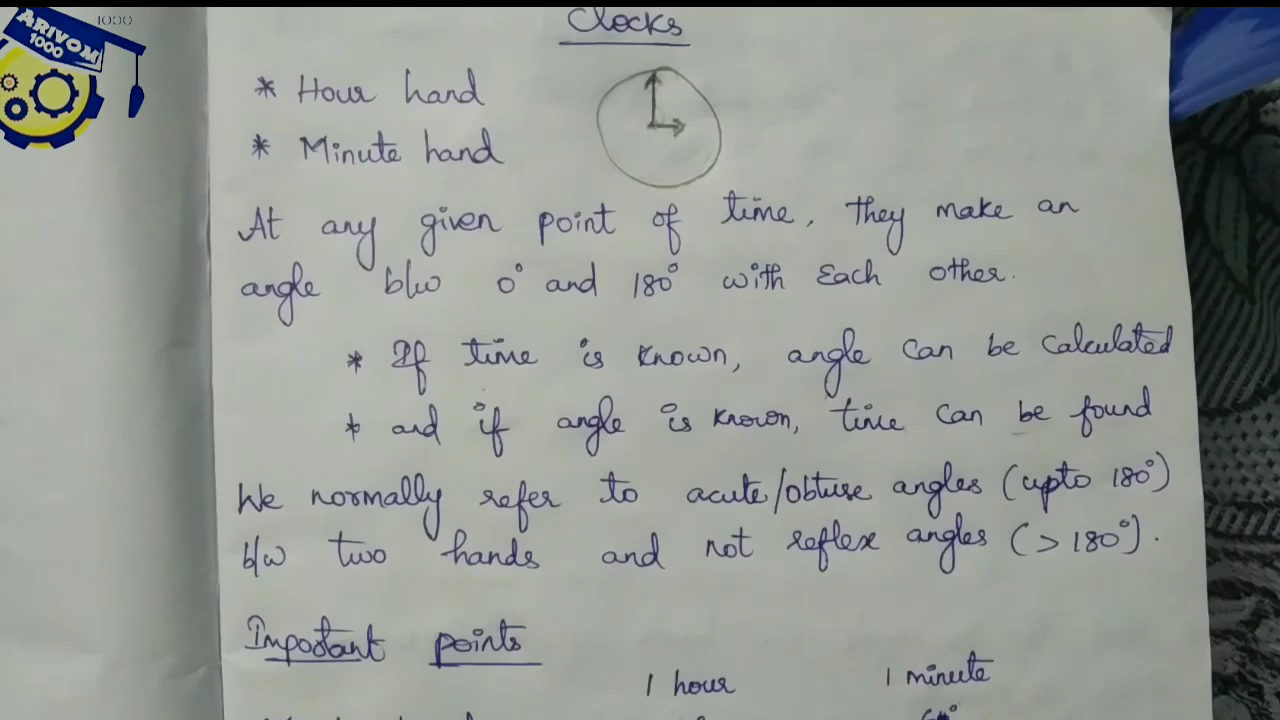 1000
ARIVOM
1000
Clocks
* Hour hand
* Minute hand
At any given point of time, they make an
angle b/w 0° and 180° with each other.
* If time is known, angle can be calculated
* and if angle is known, time can be found
We normally refer to acute/obtuse angles (upto 180°)
b/w two hands and not reflex angles (>180°).
Important points
1 hour 1 minute